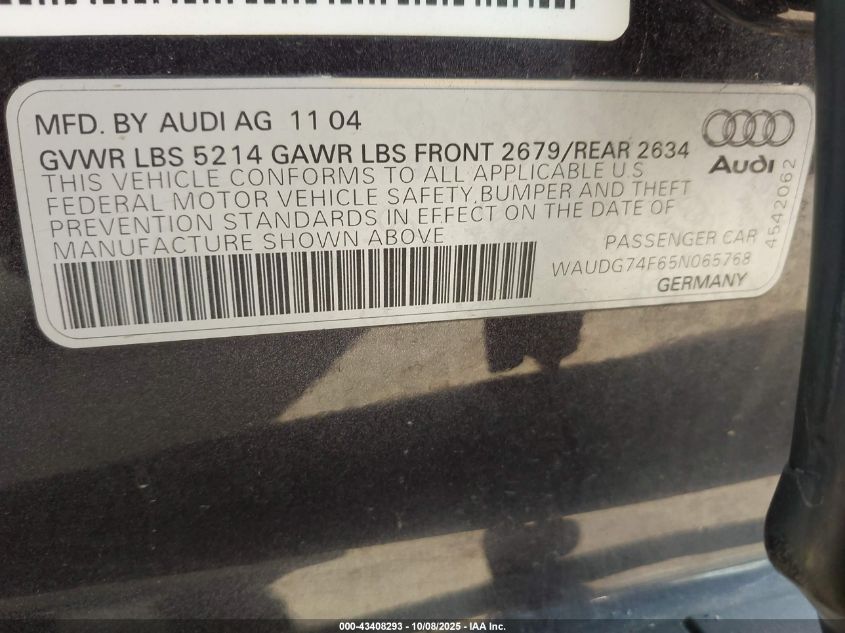 MFD. BY AUDI AG 11 04
GVWR LBS 5214 GAWR LBS FRONT 2679/REAR 2634
THIS VEHICLE CONFORMS TO ALL APPLICABLE U.S
FEDERAL MOTOR VEHICLE SAFETY, BUMPER AND THEFT
PREVENTION STANDARDS IN EFFECT ON THE DATE OF
MANUFACTURE SHOWN ABOVE
PASSENGER CAR
WAUDG74F65N065768
GERMANY
Audi
4542062
000-43408293 - 10/08/2025 - IAA Inc.